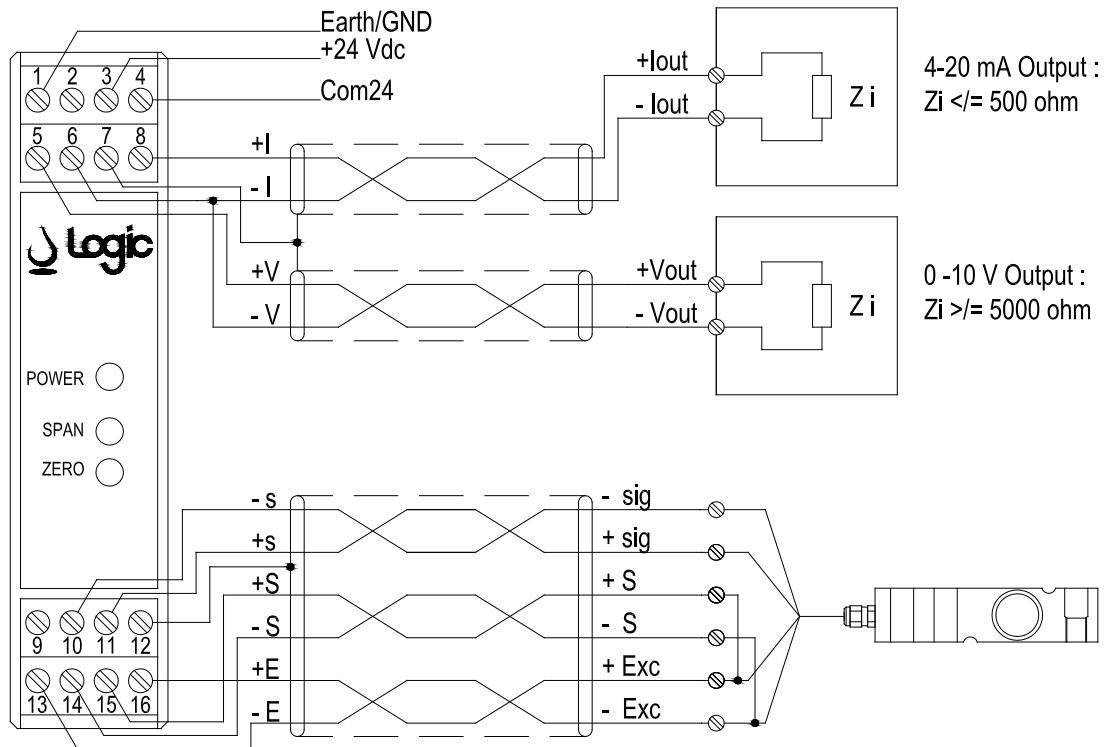 Earth/GND
+24 Vdc
Com24
1 2 3 4
5 6 7 8
+I
- I
+V
- V
+Iout
- Iout
Zi
4-20 mA Output :
Zi </= 500 ohm
+Vout
- Vout
Zi
0 -10 V Output :
Zi >/= 5000 ohm
Logic
POWER
SPAN
ZERO
- s
+s
+S
- S
+E
- E
- sig
+ sig
+ S
- S
+ Exc
- Exc
9 10 11 12
13 14 15 16